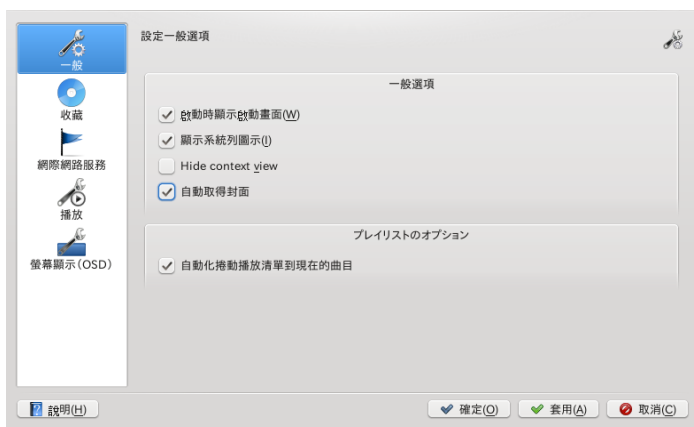 設定一般選項
一般
收藏
網際網路服務
播放
螢幕顯示(OSD)
一般選項
啟動時顯示啟動畫面(W)
顯示系統列圖示(I)
Hide context view
自動取得封面
プレイリストのオプション
自動化捲動播放清單到現在的曲目
說明(H)
確定(O)
套用(A)
取消(C)